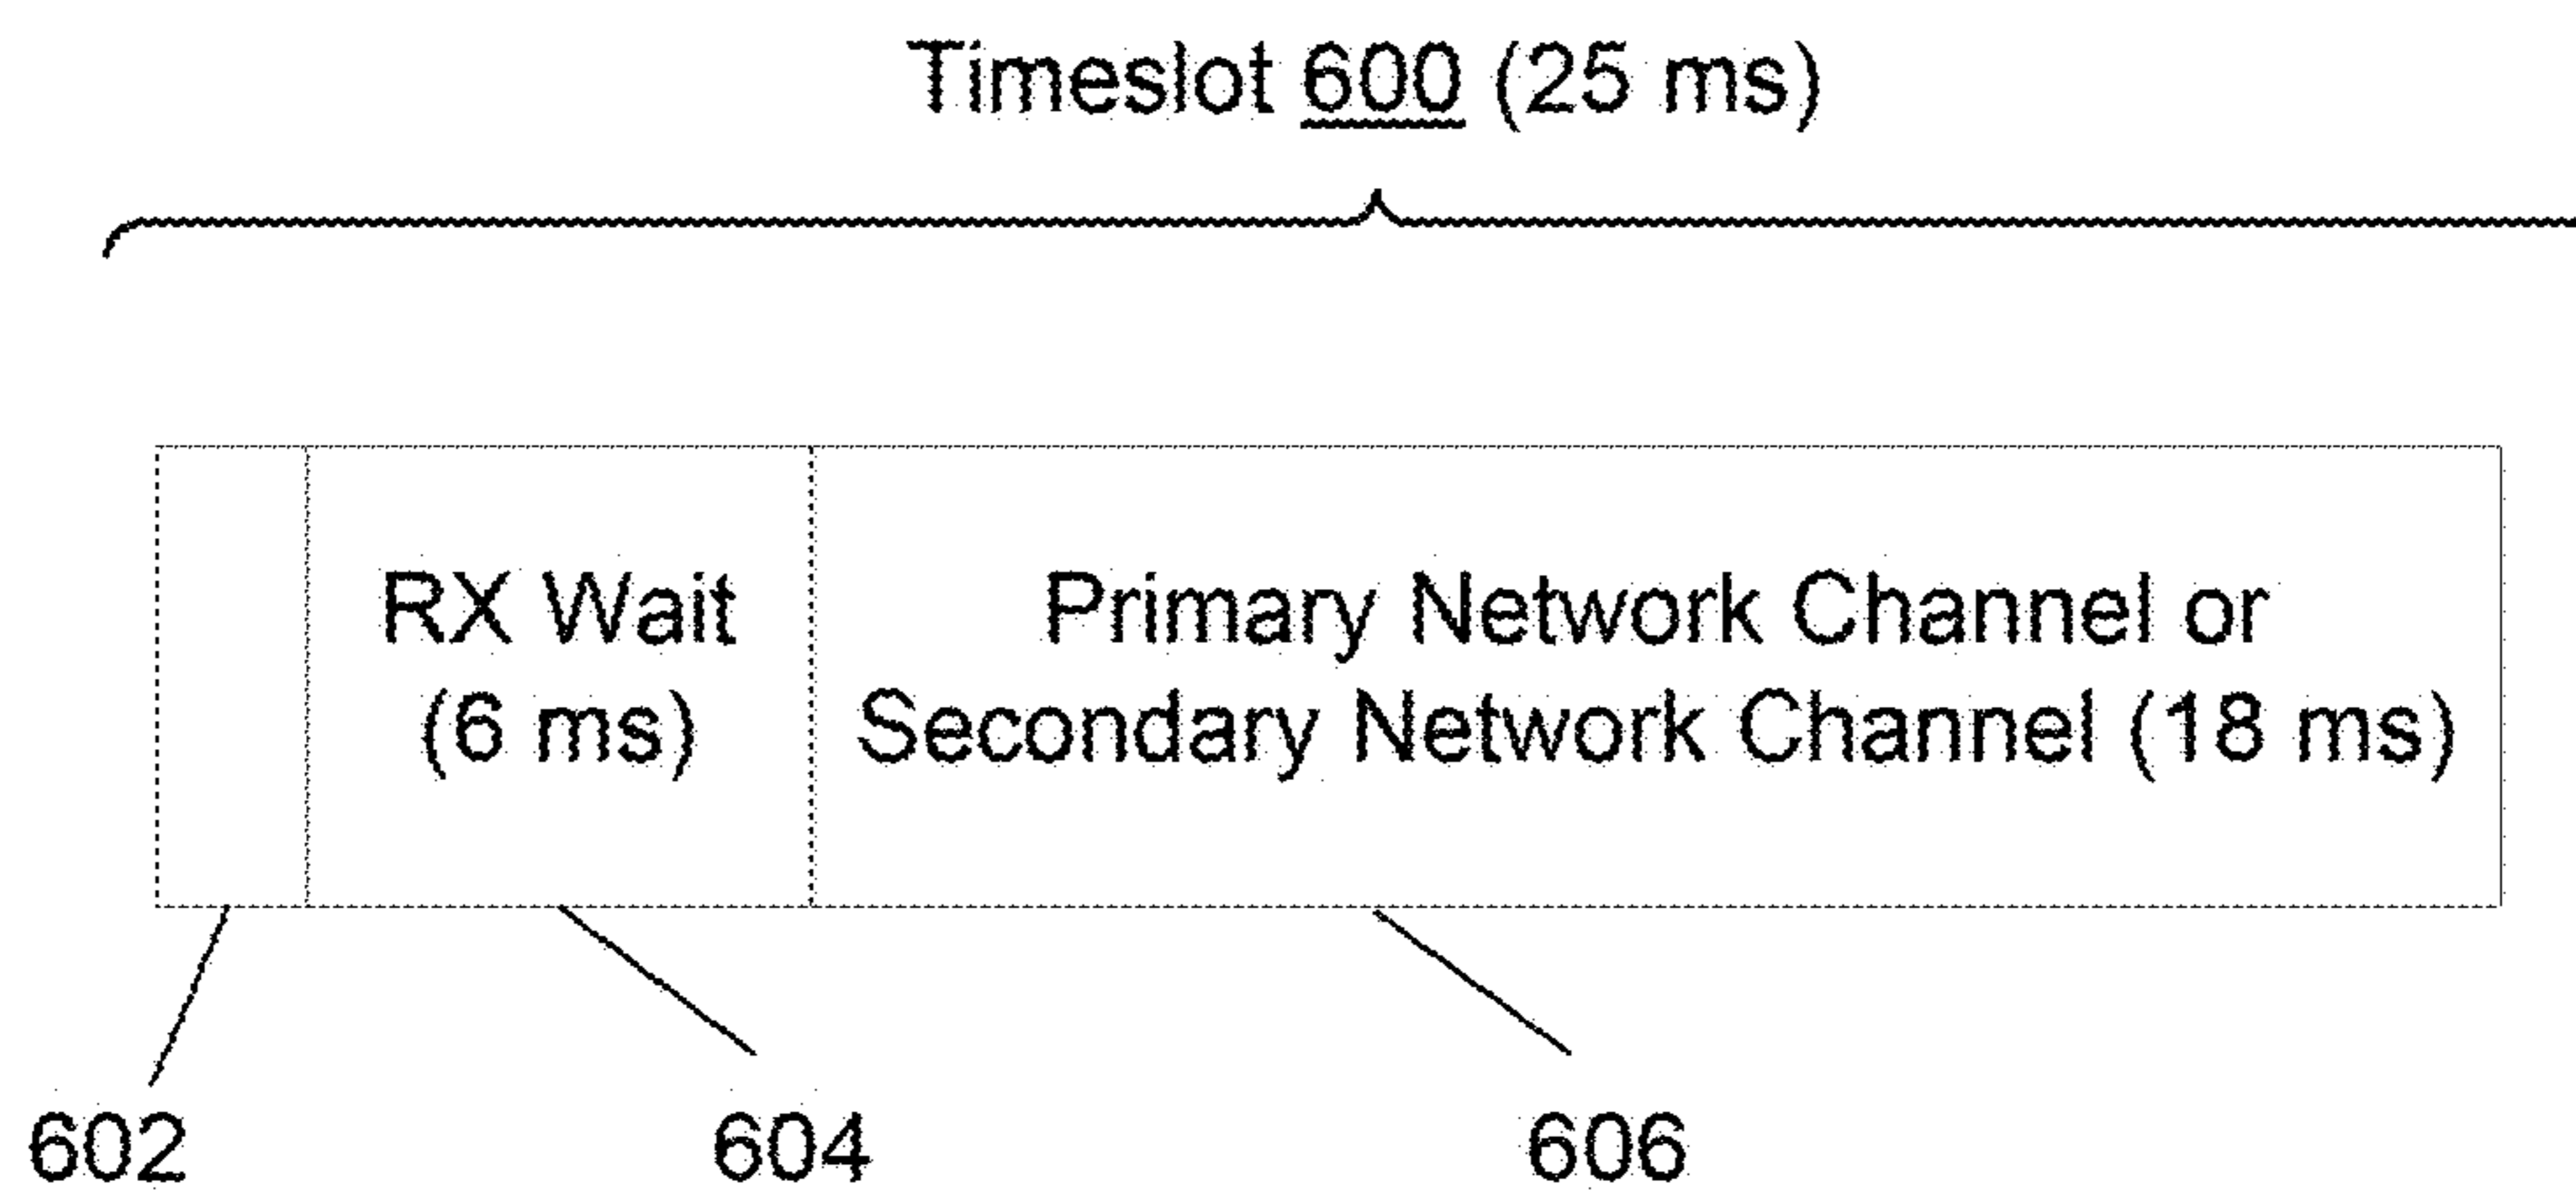 Timeslot 600 (25 ms)
RX Wait
(6 ms)
Primary Network Channel or
Secondary Network Channel (18 ms)
602
604
606